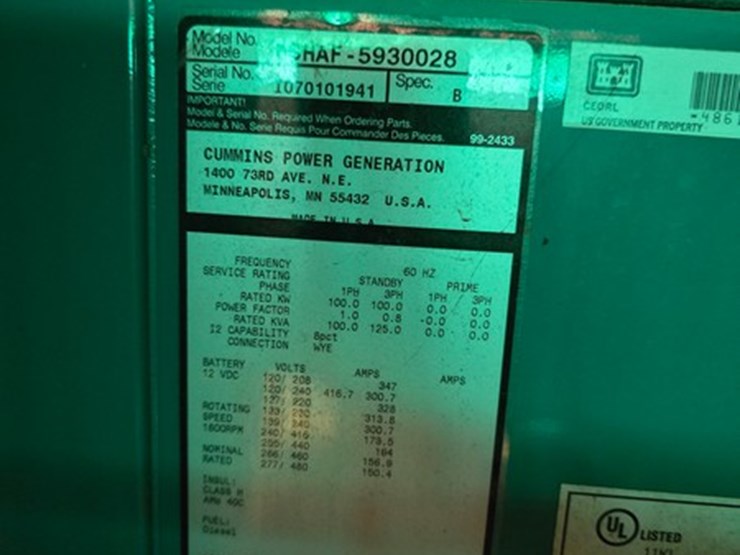 Model No.
Modele
SHAF-5930028
Serial No.
Serie
I070101941
Spec.
B
IMPORTANT!
Model & Serial No. Required When Ordering Parts.
Modele & No. Serie Requis Pour Commander Des Pieces.
99-2433
CUMMINS POWER GENERATION
1400 73RD AVE. N.E.
MINNEAPOLIS, MN 55432 U.S.A.
MADE IN U.S.A.
FREQUENCY 60 HZ
SERVICE RATING STANDBY PRIME
PHASE 1PH 3PH 1PH 3PH
RATED KW 100.0 100.0 0.0 0.0
POWER FACTOR 1.0 0.8 -0.0 0.0
RATED KVA 100.0 125.0 0.0 0.0
I2 CAPABILITY 8pct
CONNECTION WYE
BATTERY VOLTS AMPS AMPS
12 VDC 120/ 208 347
120/ 240 416.7 300.7
127/ 220 328
ROTATING 133/ 230 313.8
SPEED 139/ 240 300.7
1800RPM 240/ 416 173.5
255/ 440 164
NOMINAL 266/ 460 156.9
RATED 277/ 480 150.4
INSUL:
CLASS H
40C
FUEL:
Diesel
CEORL
US GOVERNMENT PROPERTY
-486
UL LISTED